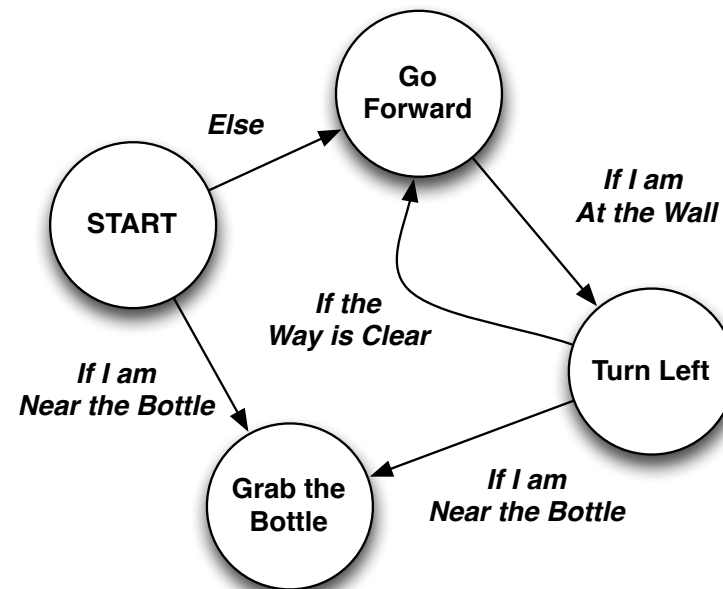 Go
Forward
Else
If I am
At the Wall
START
If the
Way is Clear
If I am
Near the Bottle
Turn Left
Grab the
Bottle
If I am
Near the Bottle